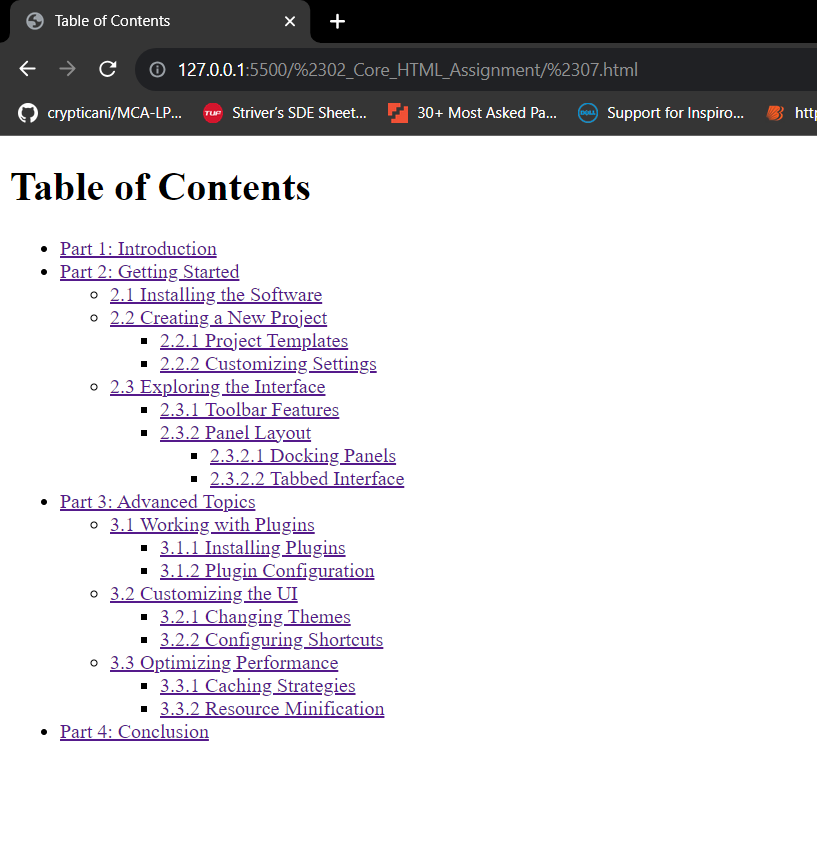 Table of Contents
127.0.0.1:5500/%2302_Core_HTML_Assignment/%2307.html
crypticani/MCA-LP...
TUF
Striver's SDE Sheet...
30+ Most Asked Pa...
DELL
Support for Inspiro...
http
Table of Contents
Part 1: Introduction
Part 2: Getting Started
2.1 Installing the Software
2.2 Creating a New Project
2.2.1 Project Templates
2.2.2 Customizing Settings
2.3 Exploring the Interface
2.3.1 Toolbar Features
2.3.2 Panel Layout
2.3.2.1 Docking Panels
2.3.2.2 Tabbed Interface
Part 3: Advanced Topics
3.1 Working with Plugins
3.1.1 Installing Plugins
3.1.2 Plugin Configuration
3.2 Customizing the UI
3.2.1 Changing Themes
3.2.2 Configuring Shortcuts
3.3 Optimizing Performance
3.3.1 Caching Strategies
3.3.2 Resource Minification
Part 4: Conclusion